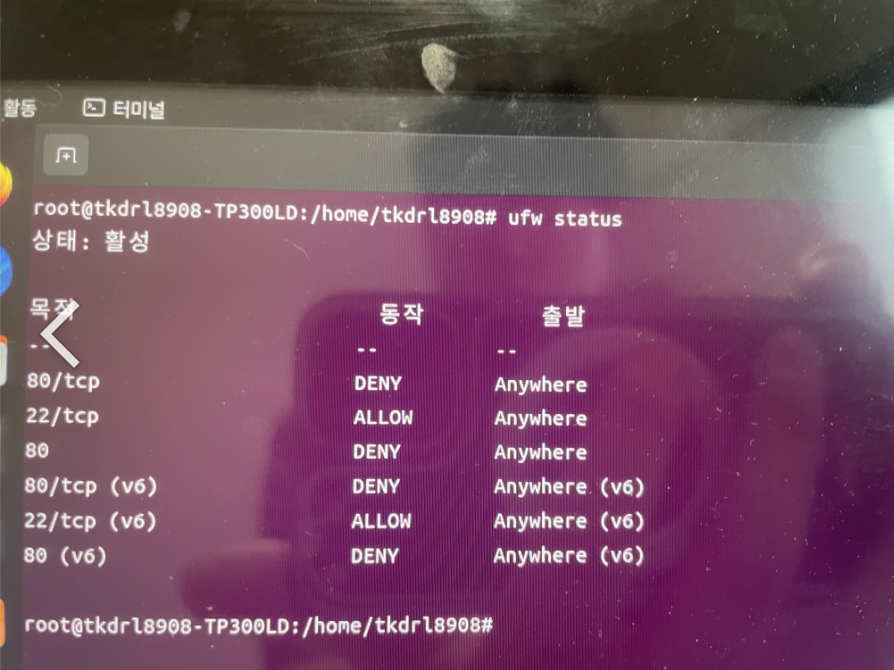 활동 터미널
root@tkdrl8908-TP300LD:/home/tkdrl8908# ufw status
상태: 활성
목적 동작 출발
-- -- --
80/tcp DENY Anywhere
22/tcp ALLOW Anywhere
80 DENY Anywhere
80/tcp (v6) DENY Anywhere (v6)
22/tcp (v6) ALLOW Anywhere (v6)
80 (v6) DENY Anywhere (v6)
root@tkdrl8908-TP300LD:/home/tkdrl8908#